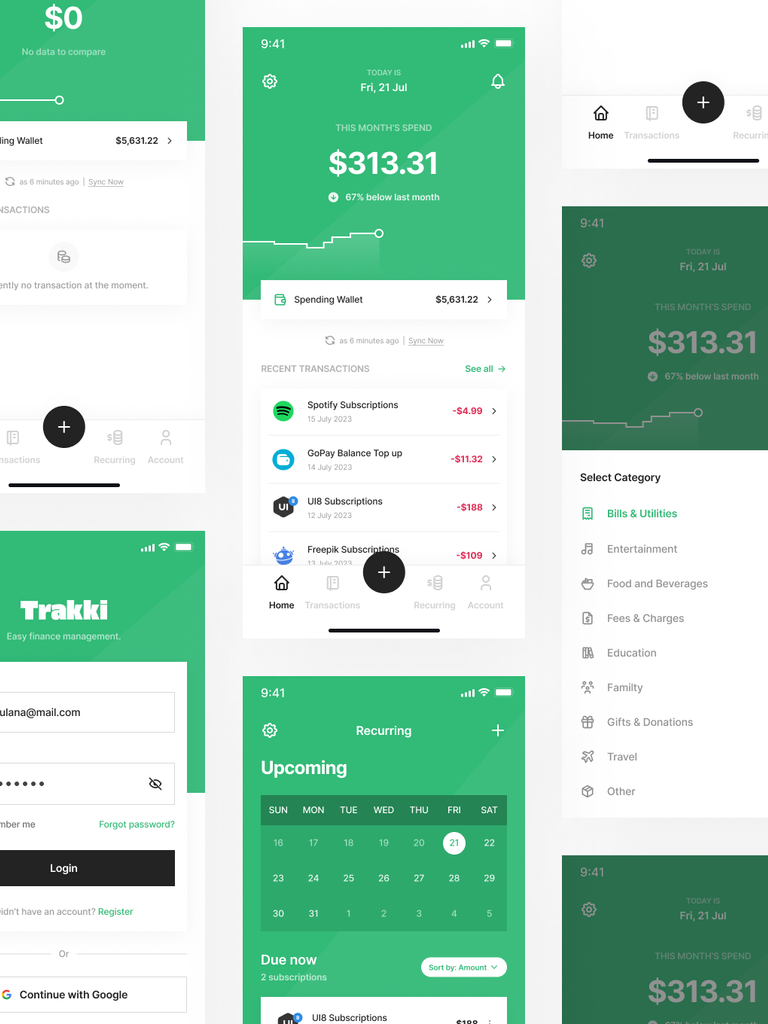 $0
No data to compare
ing Wallet
$5,631.22
as 6 minutes ago | Sync Now
NSACTIONS
ently no transaction at the moment.
nsactions
Recurring
Account
Trakki
Easy finance management.
ulana@mail.com
mber me
Forgot password?
Login
idn't have an account? Register
Or
Continue with Google
9:41
TODAY IS
Fri, 21 Jul
THIS MONTH'S SPEND
$313.31
67% below last month
Spending Wallet
$5,631.22
as 6 minutes ago | Sync Now
RECENT TRANSACTIONS
See all
Spotify Subscriptions
-$4.99
15 July 2023
GoPay Balance Top up
-$11.32
14 July 2023
UI8 Subscriptions
-$188
12 July 2023
Freepik Subscriptions
-$109
13 July 2023
Home
Transactions
Recurring
Account
9:41
Recurring
Upcoming
SUN MON TUE WED THU FRI SAT
16 17 18 19 20 21 22
23 24 25 26 27 28 29
30 31 1 2 3 4 5
Due now
2 subscriptions
Sort by: Amount
UI8 Subscriptions
$188
Home
Transactions
Recurrin
9:41
TODAY IS
Fri, 21 Jul
THIS MONTH'S SPEND
$313.31
67% below last month
Select Category
Bills & Utilities
Entertainment
Food and Beverages
Fees & Charges
Education
Familty
Gifts & Donations
Travel
Other
9:41
TODAY IS
Fri, 21 Jul
THIS MONTH'S SPEND
$313.31